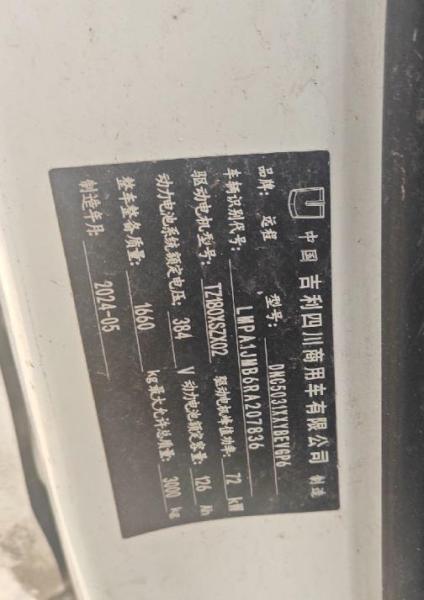 中国 吉利四川商用车有限公司 制造
品牌: 远程 型号: DNC5031XXYBEVGP6
车辆识别代号: LMPA1JMB6RA207836
驱动电机型号: TZ180XSZX02 驱动电机峰值功率: 72 kW
动力电池系统额定电压: 384 V 动力电池额定容量: 126 Ah
整车整备质量: 1660 kg 最大允许总质量: 3000 kg
制造年月: 2024-05